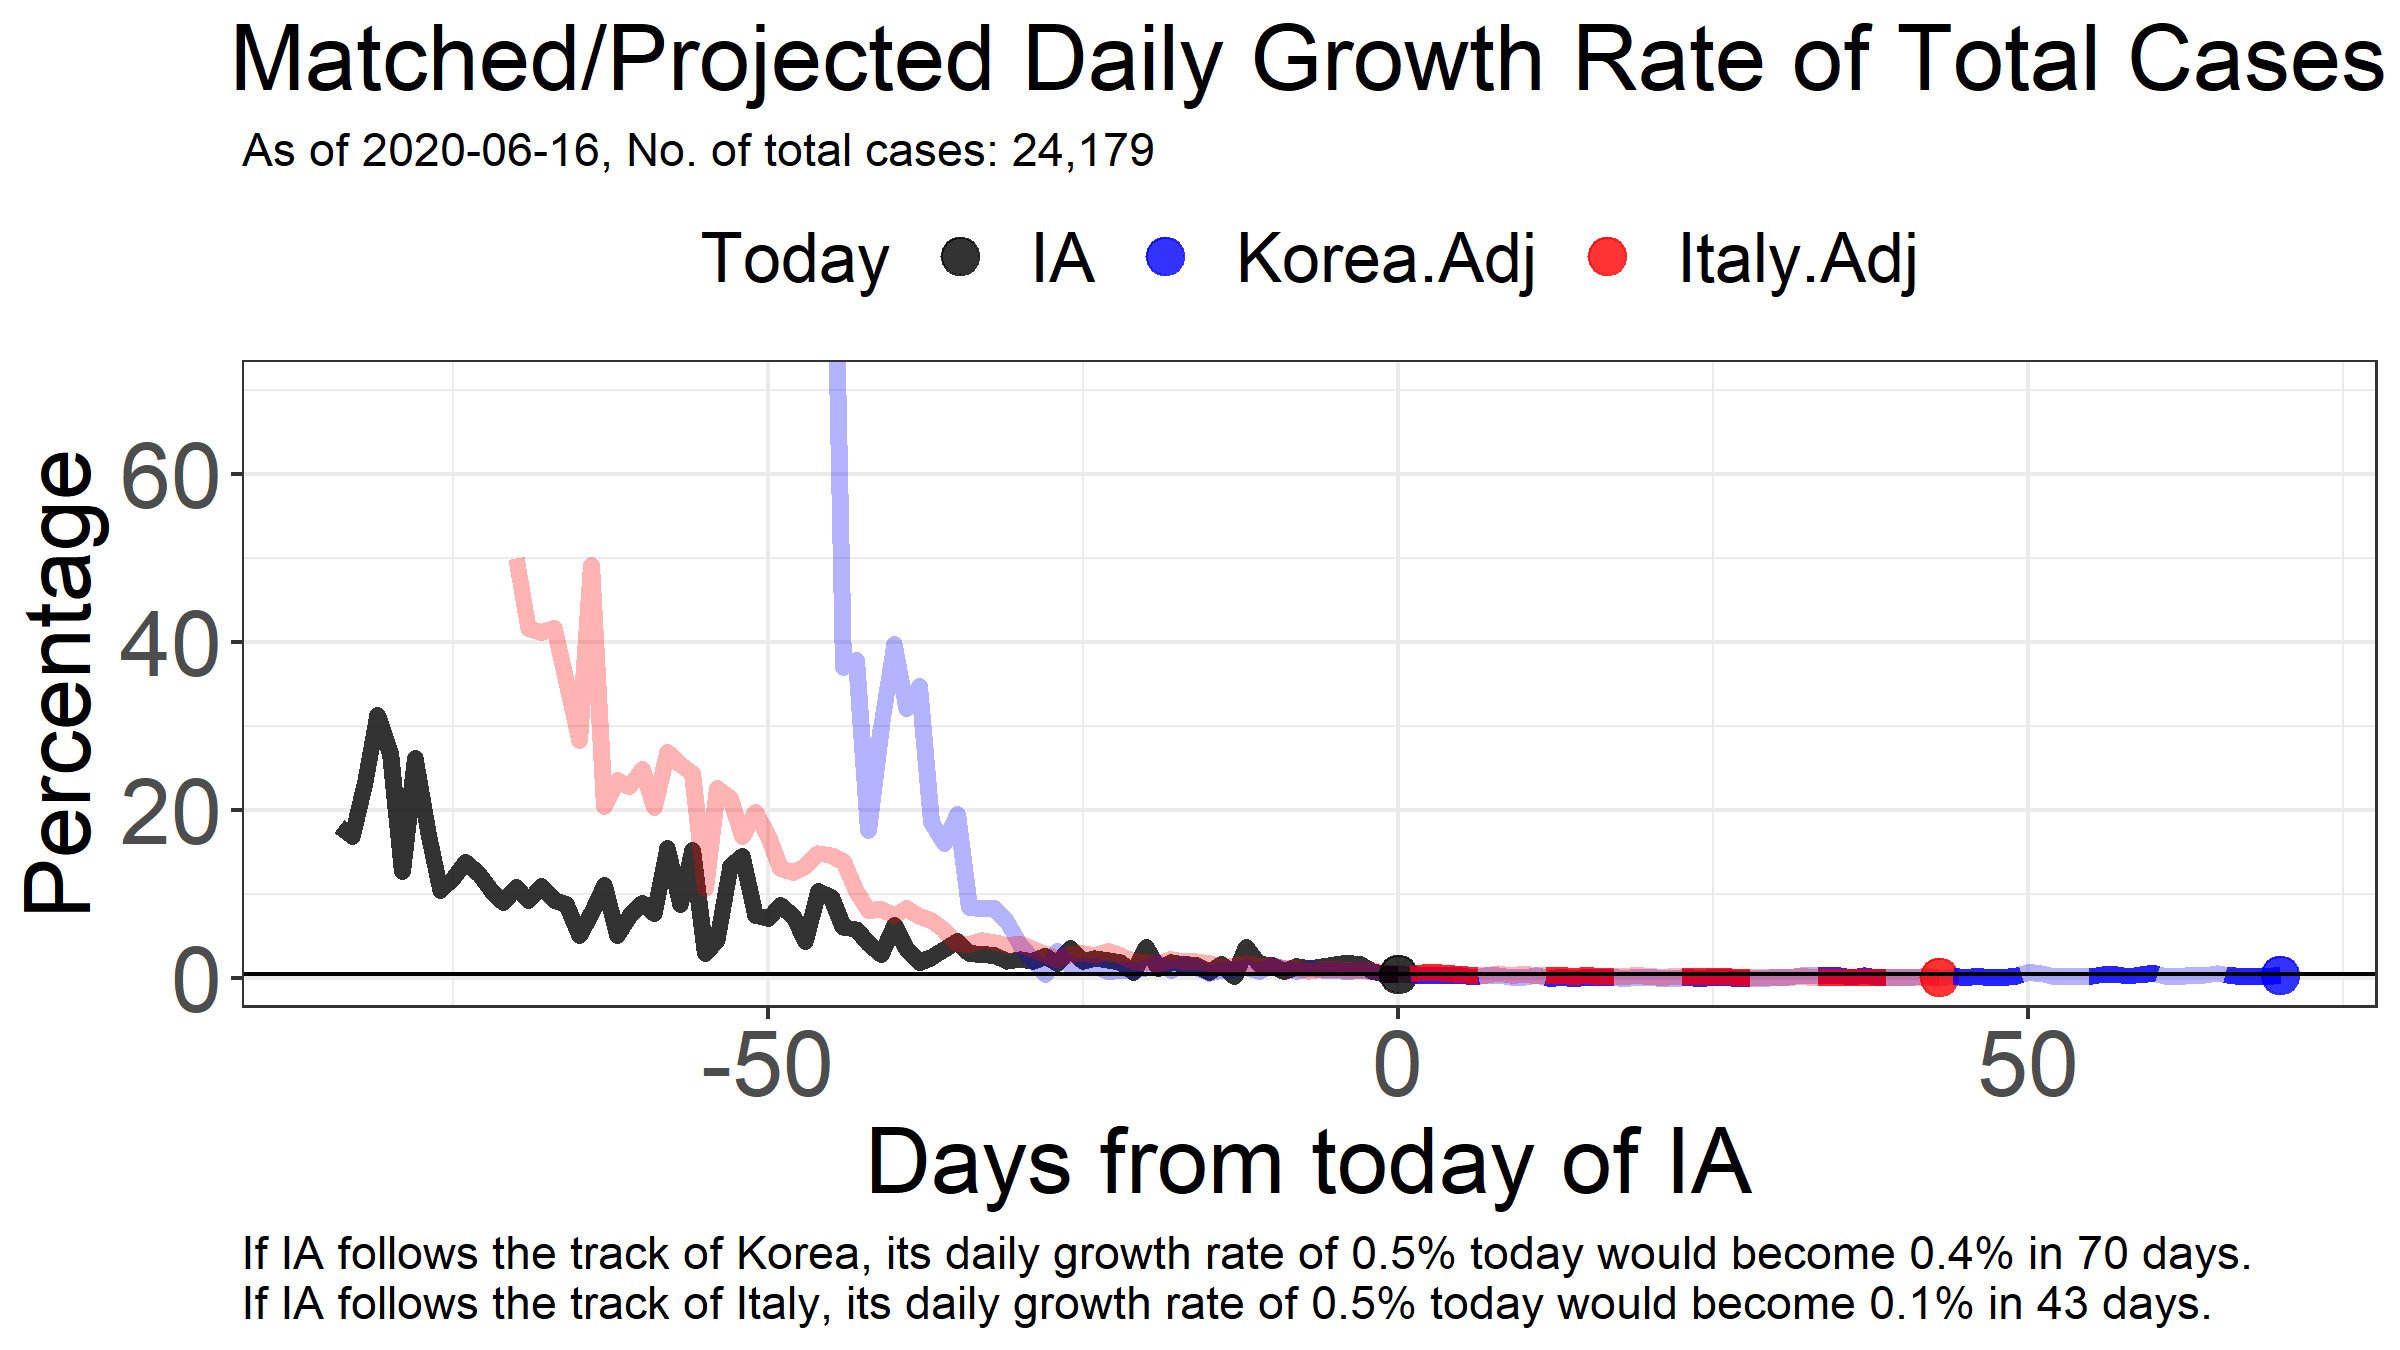 Matched/Projected Daily Growth Rate of Total Cases
As of 2020-06-16, No. of total cases: 24,179
Today IA Korea.Adj Italy.Adj
Percentage
60
40
20
0
-50 0 50
Days from today of IA
If IA follows the track of Korea, its daily growth rate of 0.5% today would become 0.4% in 70 days.
If IA follows the track of Italy, its daily growth rate of 0.5% today would become 0.1% in 43 days.